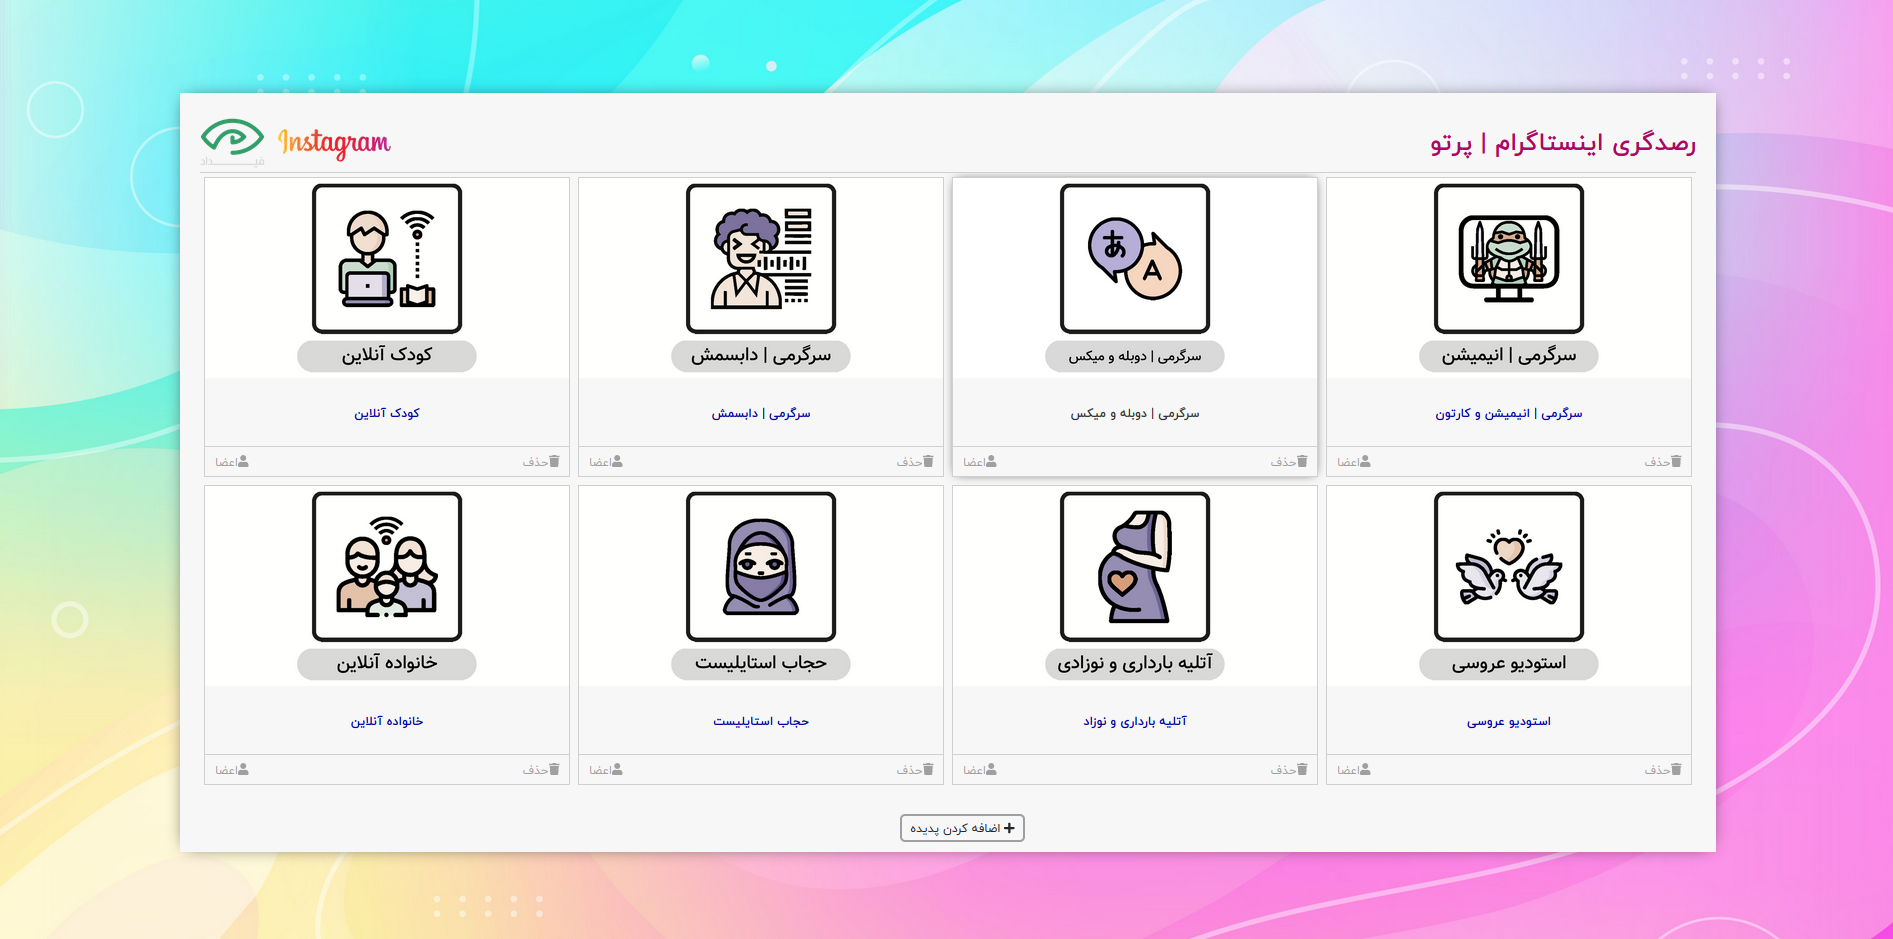 رصدگری اینستاگرام | پرتو
Instagram
فیـــداد
سرگرمی | انیمیشن
سرگرمی | انیمیشن و کارتون
حذف
اعضا
あ
A
سرگرمی | دوبله و میکس
سرگرمی | دوبله و میکس
حذف
اعضا
سرگرمی | دابسمش
سرگرمی | دابسمش
حذف
اعضا
کودک آنلاین
کودک آنلاین
حذف
اعضا
استودیو عروسی
استودیو عروسی
حذف
اعضا
آتلیه بارداری و نوزادی
آتلیه بارداری و نوزاد
حذف
اعضا
حجاب استایلیست
حجاب استایلیست
حذف
اعضا
خانواده آنلاین
خانواده آنلاین
حذف
اعضا
اضافه کردن پدیده